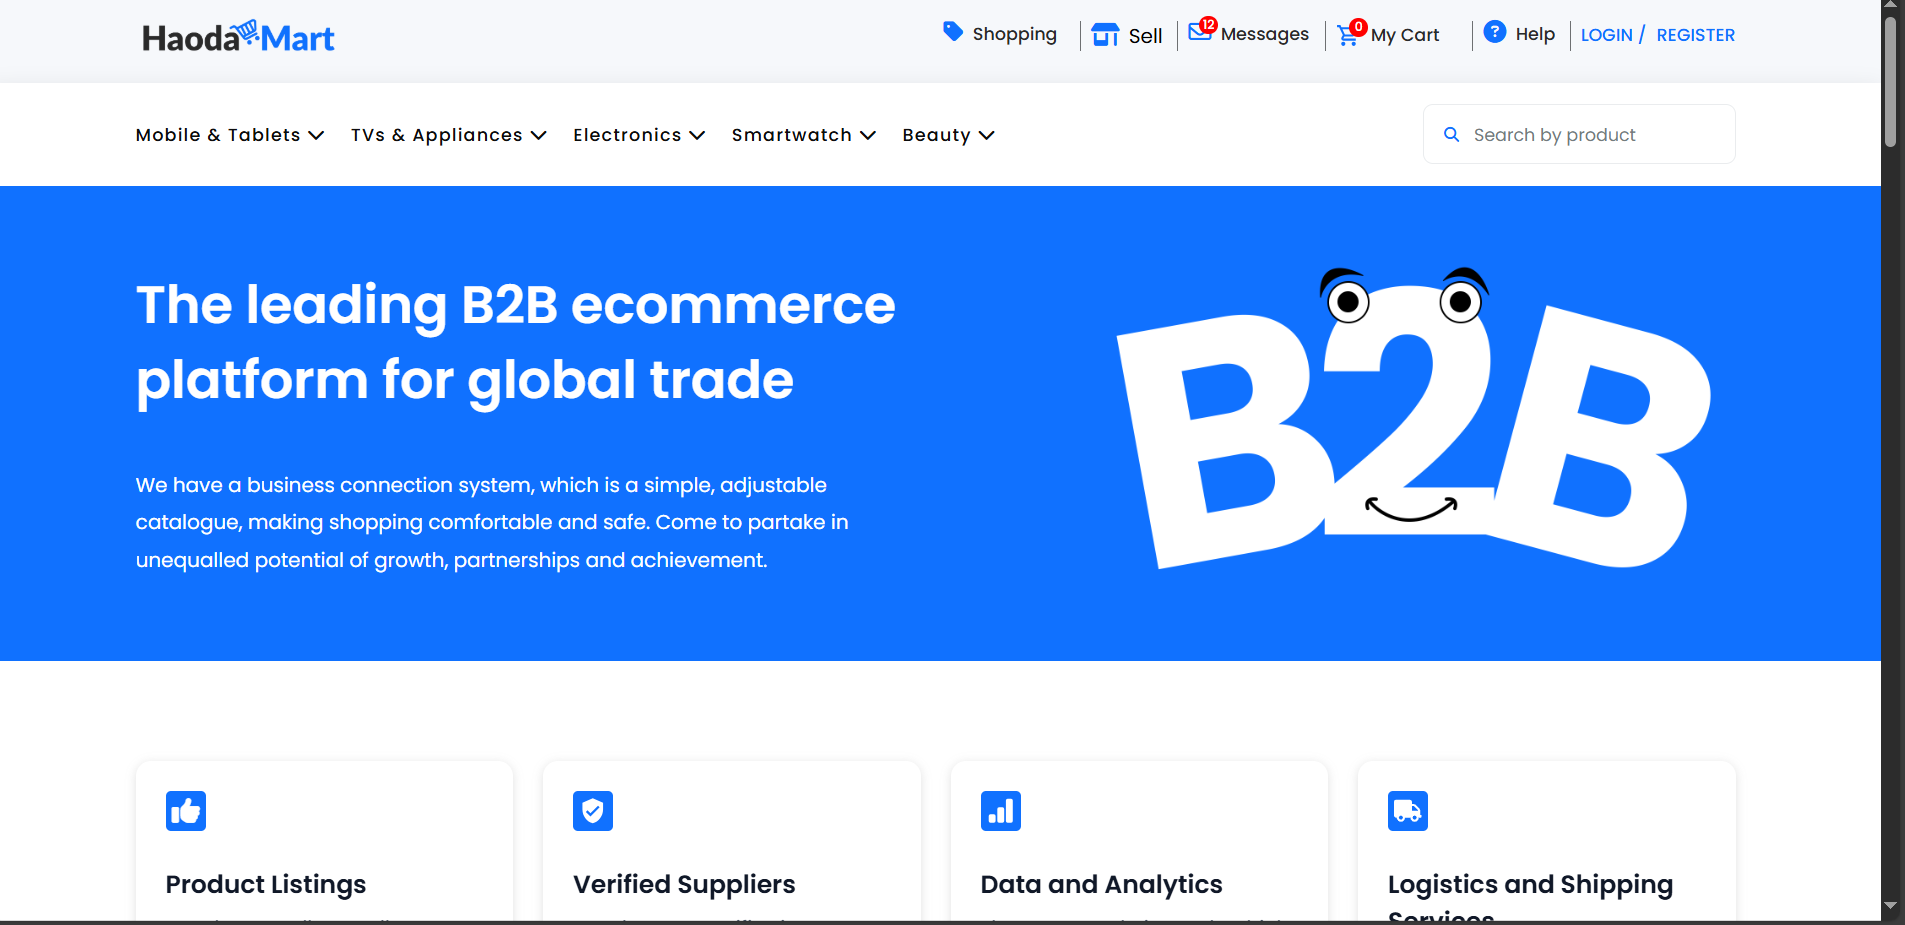 HaodaMart
Shopping
Sell
12
Messages
0
My Cart
?
Help
LOGIN / REGISTER
Mobile & Tablets
TVs & Appliances
Electronics
Smartwatch
Beauty
Search by product
The leading B2B ecommerce
platform for global trade
We have a business connection system, which is a simple, adjustable
catalogue, making shopping comfortable and safe. Come to partake in
unequalled potential of growth, partnerships and achievement.
B2B
Product Listings
Verified Suppliers
Data and Analytics
Logistics and Shipping
Services